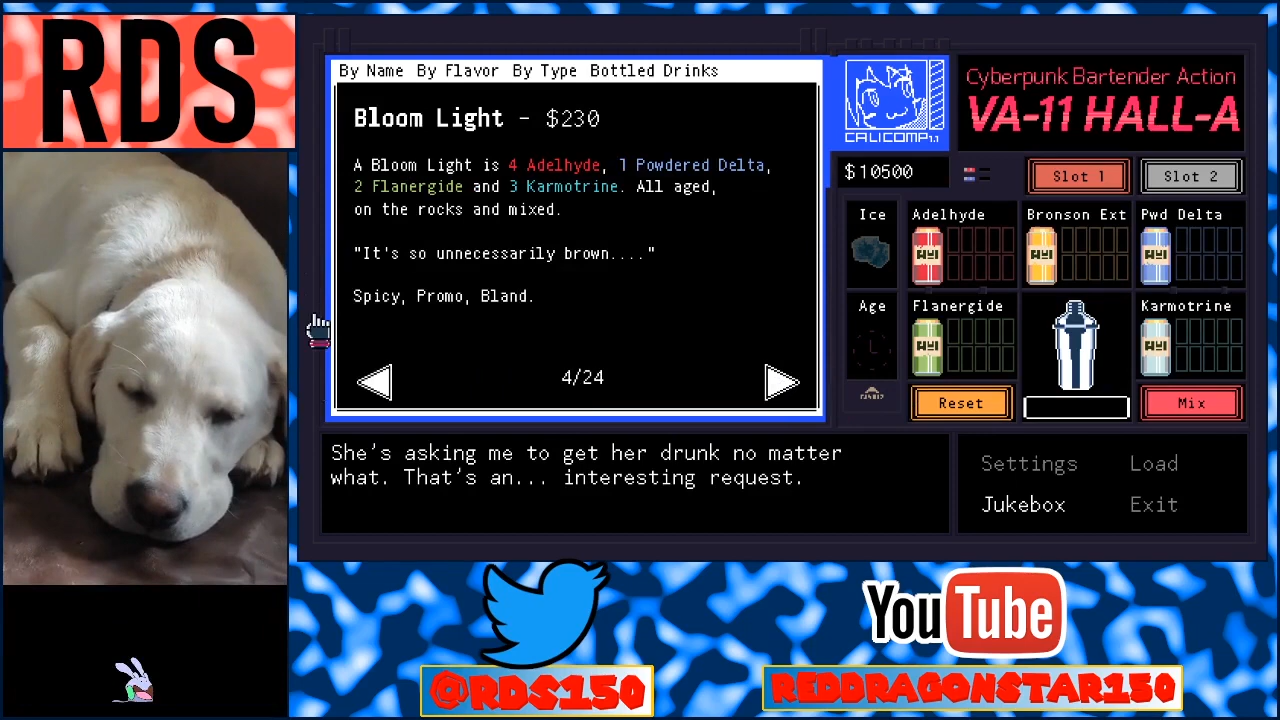 RDS
By Name By Flavor By Type Bottled Drinks
Bloom Light - $230
A Bloom Light is 4 Adelhyde, 1 Powdered Delta,
2 Flanergide and 3 Karmotrine. All aged,
on the rocks and mixed.
"It's so unnecessarily brown...."
Spicy, Promo, Bland.
4/24
CALICOMP1.1
Cyberpunk Bartender Action
VA-11 HALL-A
$10500
Slot 1
Slot 2
Ice
Adelhyde
Bronson Ext
Pwd Delta
Age
Flanergide
Karmotrine
Reset
Mix
She's asking me to get her drunk no matter
what. That's an... interesting request.
Settings
Load
Jukebox
Exit
YouTube
@RDS150
REDDRAGONSTAR150